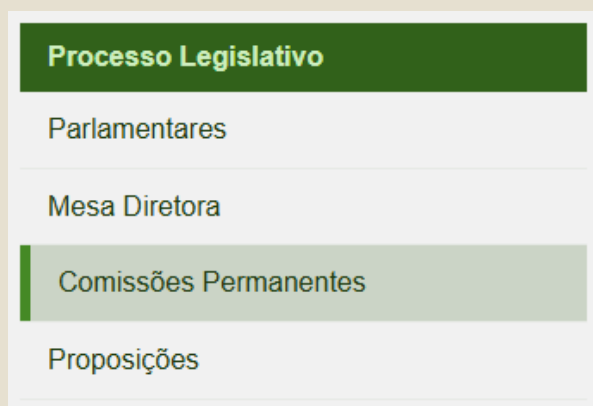 Processo Legislativo
Parlamentares
Mesa Diretora
Comissões Permanentes
Proposições